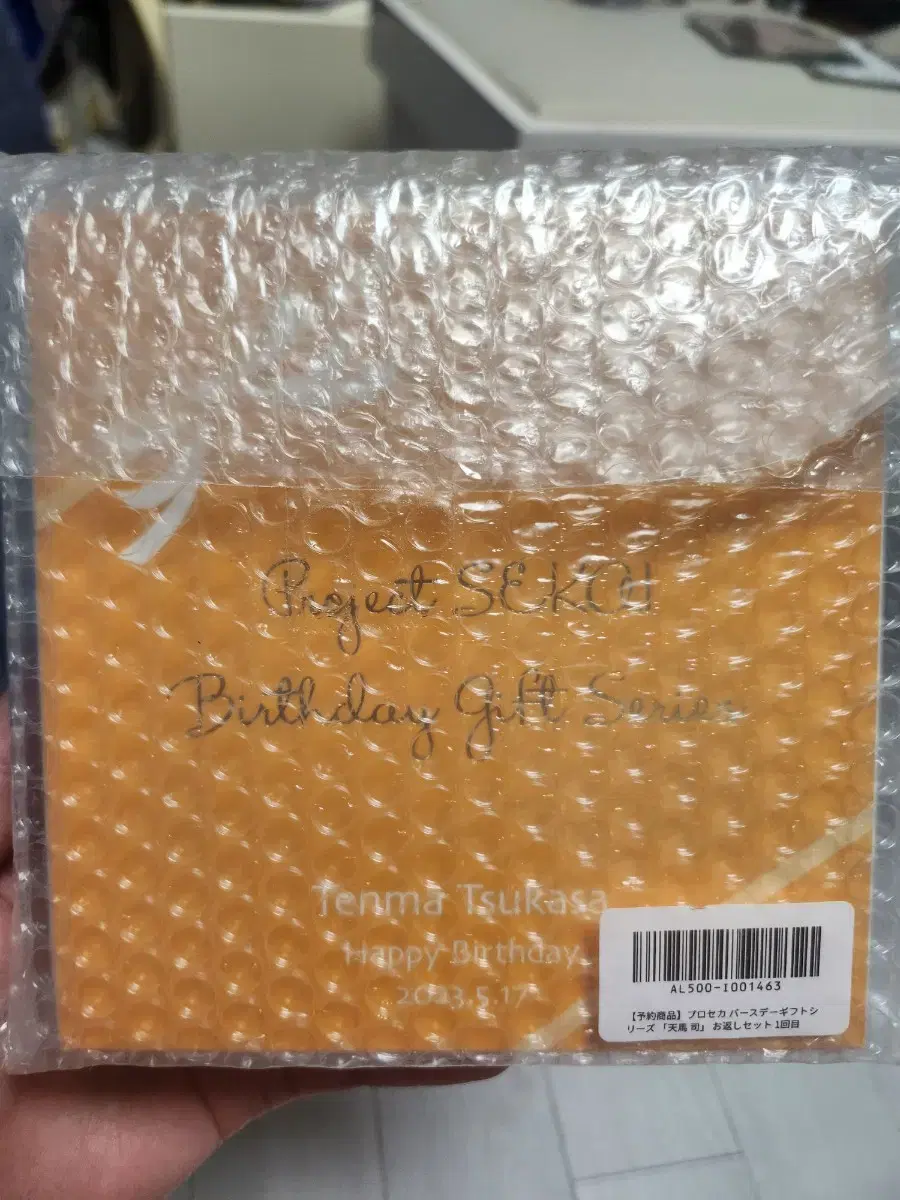 Project SEKAI
Birthday Gift Series
Tenma Tsukasa
Happy Birthday
2023.5.17
AL500-I001463
【予約商品】プロセカ バースデーギフトシ
リーズ 「天馬 司」 お返しセット 1回目